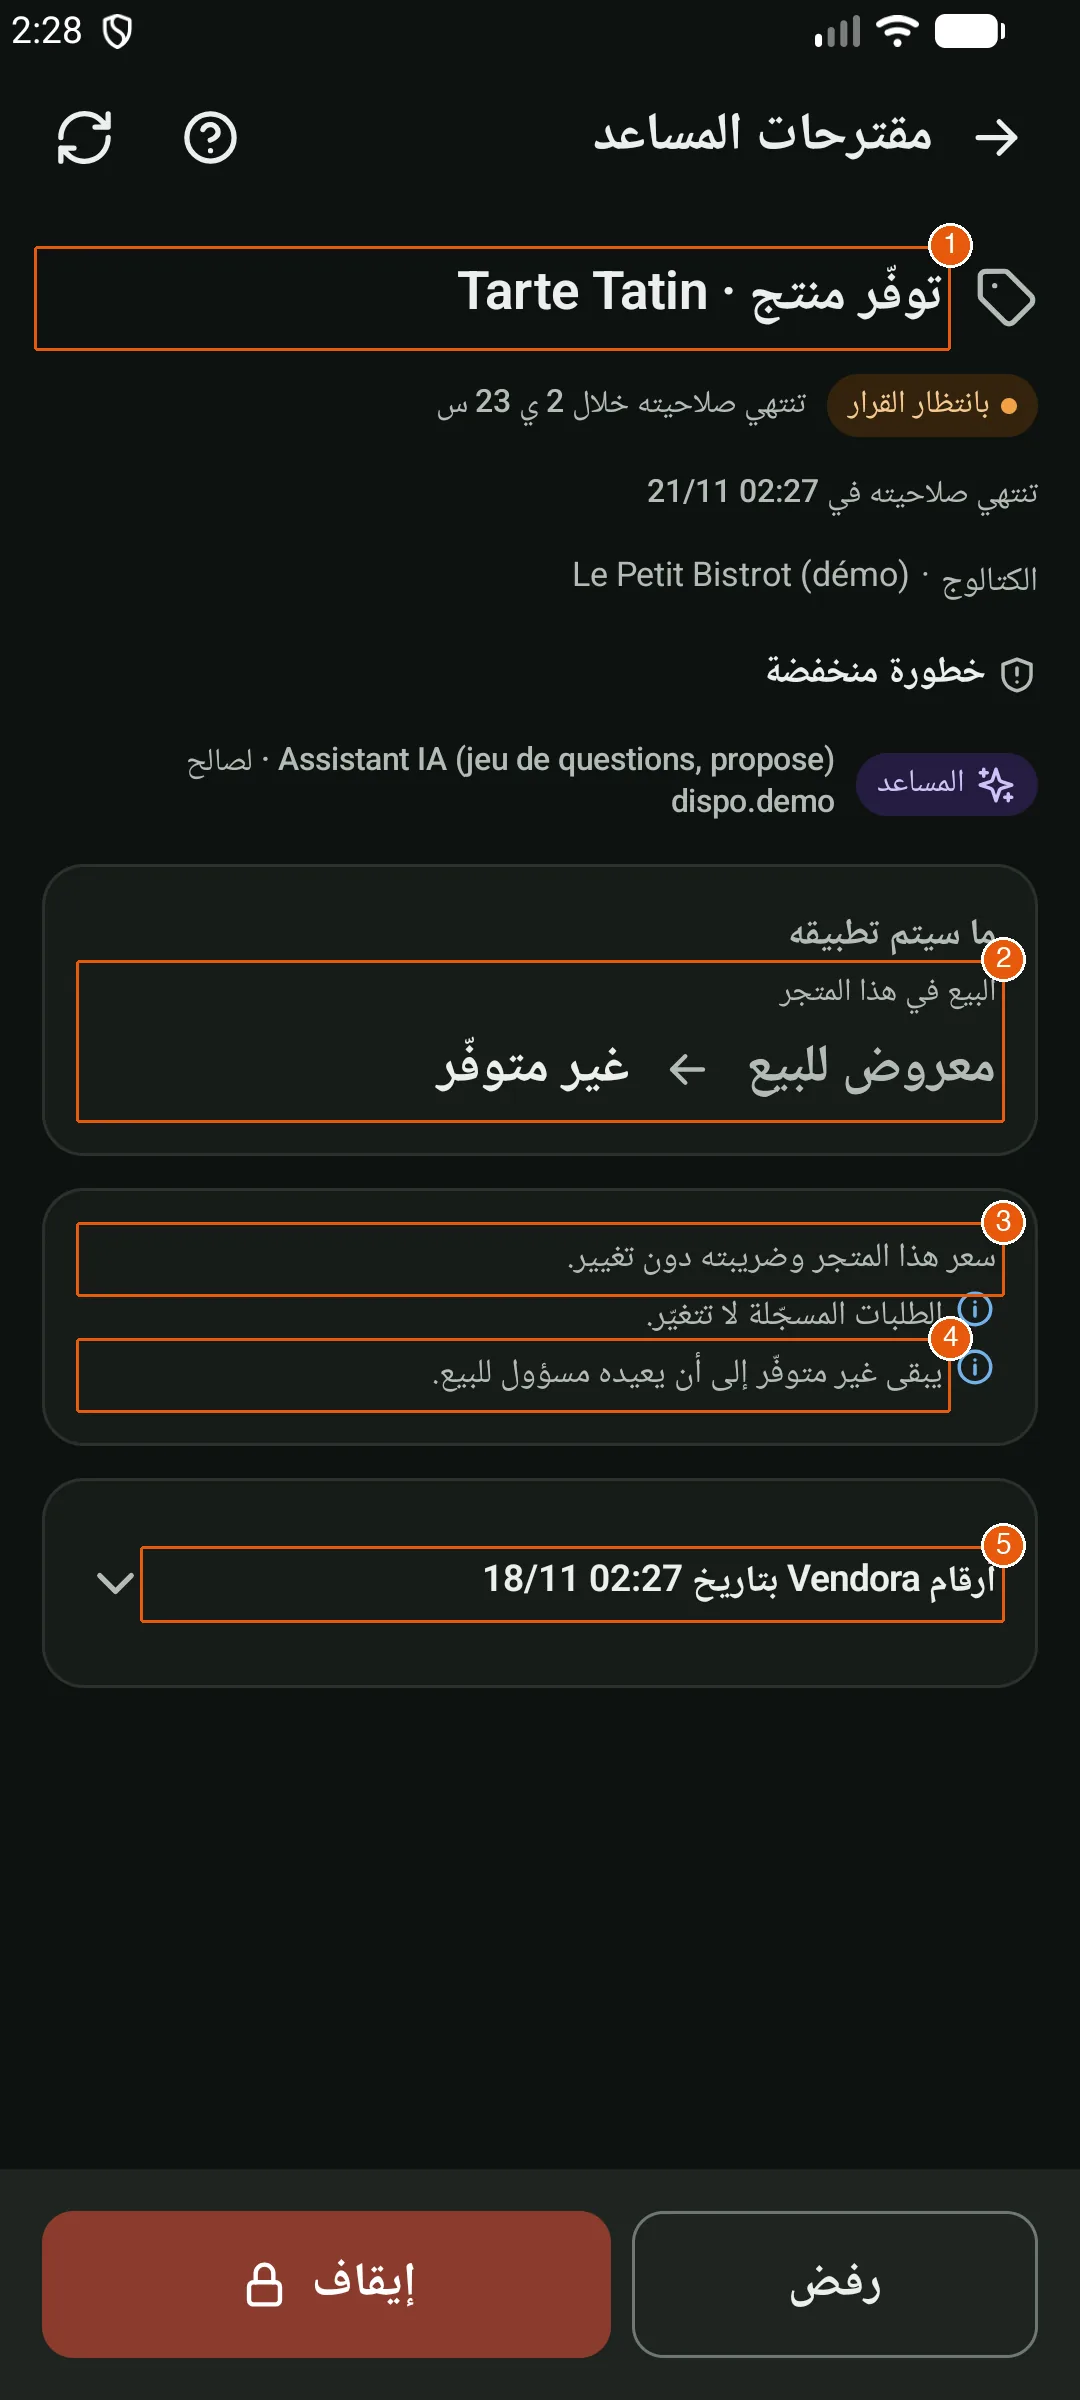 2:28
مقترحات المساعد
1
توفّر منتج · Tarte Tatin
بانتظار القرار
تنتهي صلاحيته خلال 2 ي 23 س
تنتهي صلاحيته في 02:27 21/11
الكتالوج · Le Petit Bistrot (démo)
خطورة منخفضة
المساعد
Assistant IA (jeu de questions, propose) · لصالح
dispo.demo
ما سيتم تطبيقه
2
البيع في هذا المتجر
معروض للبيع ← غير متوفّر
3
سعر هذا المتجر وضريبته دون تغيير.
الطلبات المسجّلة لا تتغيّر.
4
يبقى غير متوفّر إلى أن يعيده مسؤول للبيع.
5
أرقام Vendora بتاريخ 02:27 18/11
رفض
إيقاف